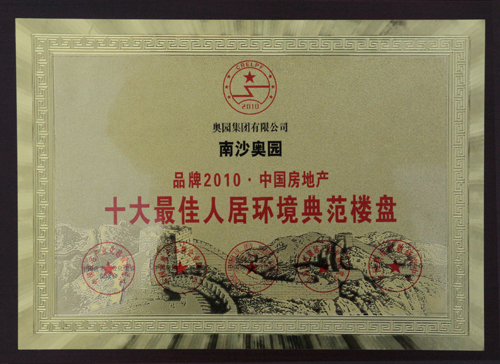 CRELPY
2010
奥园集团有限公司
南沙奥园
品牌2010·中国房地产
十大最佳人居环境典范楼盘